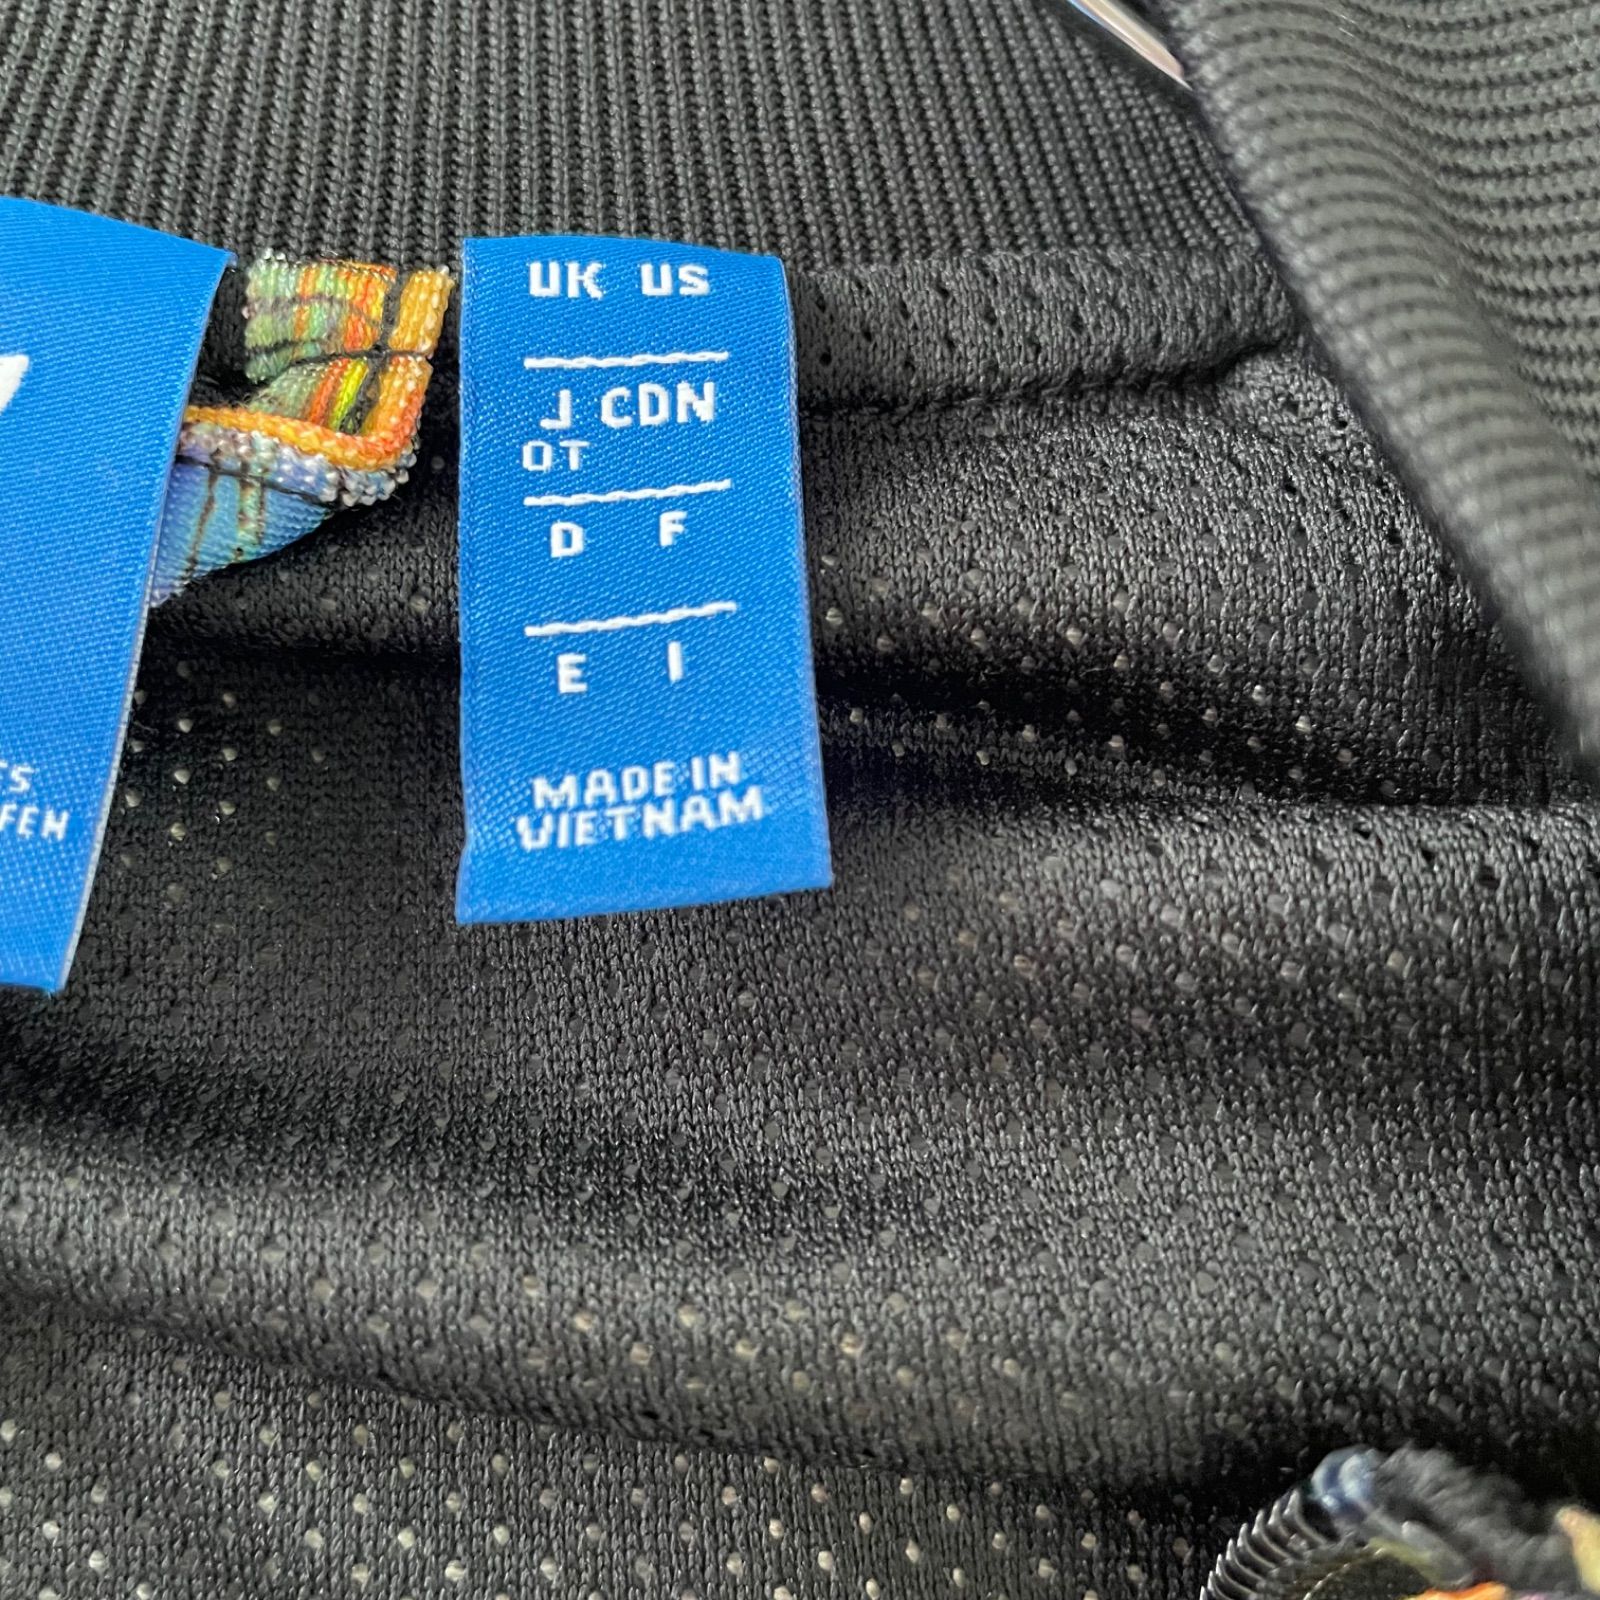 UK US
J CDN
OT
D F
E I
MADE IN
VIETNAM